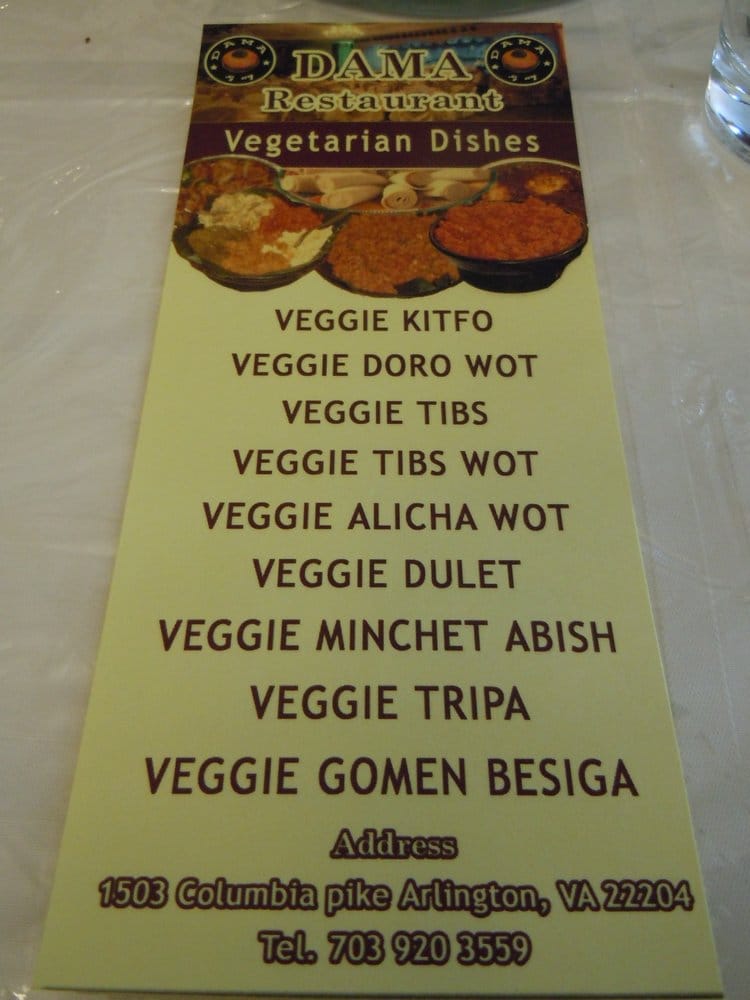 DAMA
DAMA
DAMA
Restaurant
Vegetarian Dishes
VEGGIE KITFO
VEGGIE DORO WOT
VEGGIE TIBS
VEGGIE TIBS WOT
VEGGIE ALICHA WOT
VEGGIE DULET
VEGGIE MINCHET ABISH
VEGGIE TRIPA
VEGGIE GOMEN BESIGA
Address
1503 Columbia pike Arlington, VA 22204
Tel. 703 920 3559